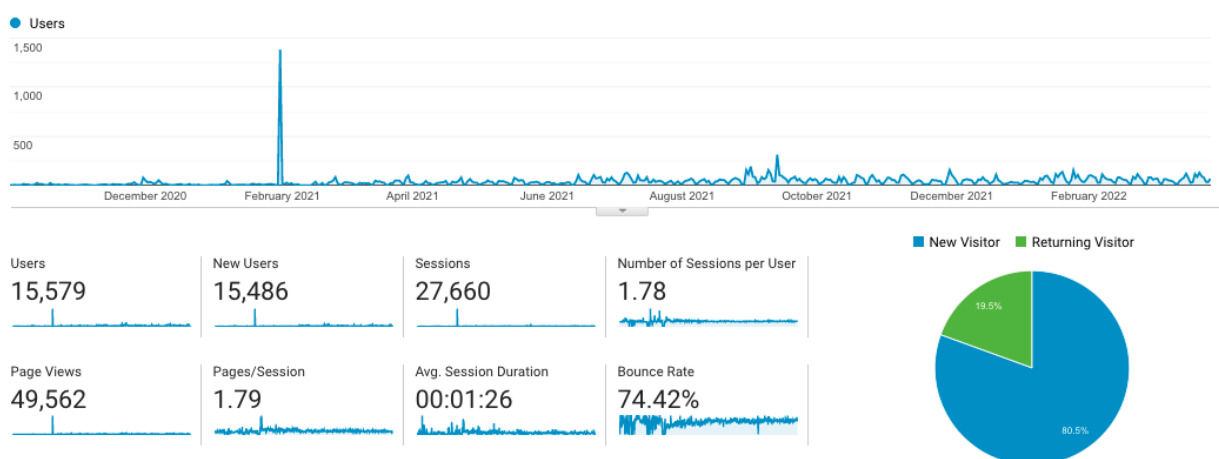 Users
1,500
1,000
500
December 2020 February 2021 April 2021 June 2021 August 2021 October 2021 December 2021 February 2022
New Visitor Returning Visitor
Users New Users Sessions Number of Sessions per User
15,579 15,486 27,660 1.78
Page Views Pages/Session Avg. Session Duration Bounce Rate
49,562 1.79 00:01:26 74.42%
19.5%
80.5%